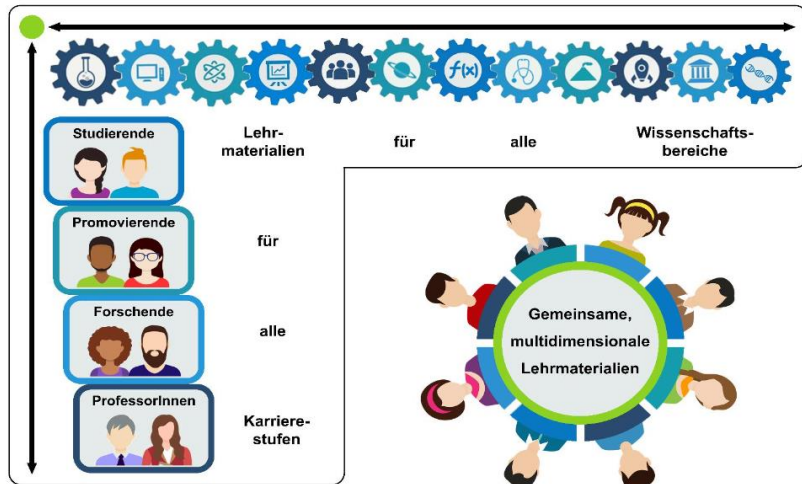 f(x)
Studierende
Lehr-
materialien
für
alle
Wissenschafts-
bereiche
Promovierende
für
Forschende
alle
ProfessorInnen
Karriere-
stufen
Gemeinsame,
multidimensionale
Lehrmaterialien